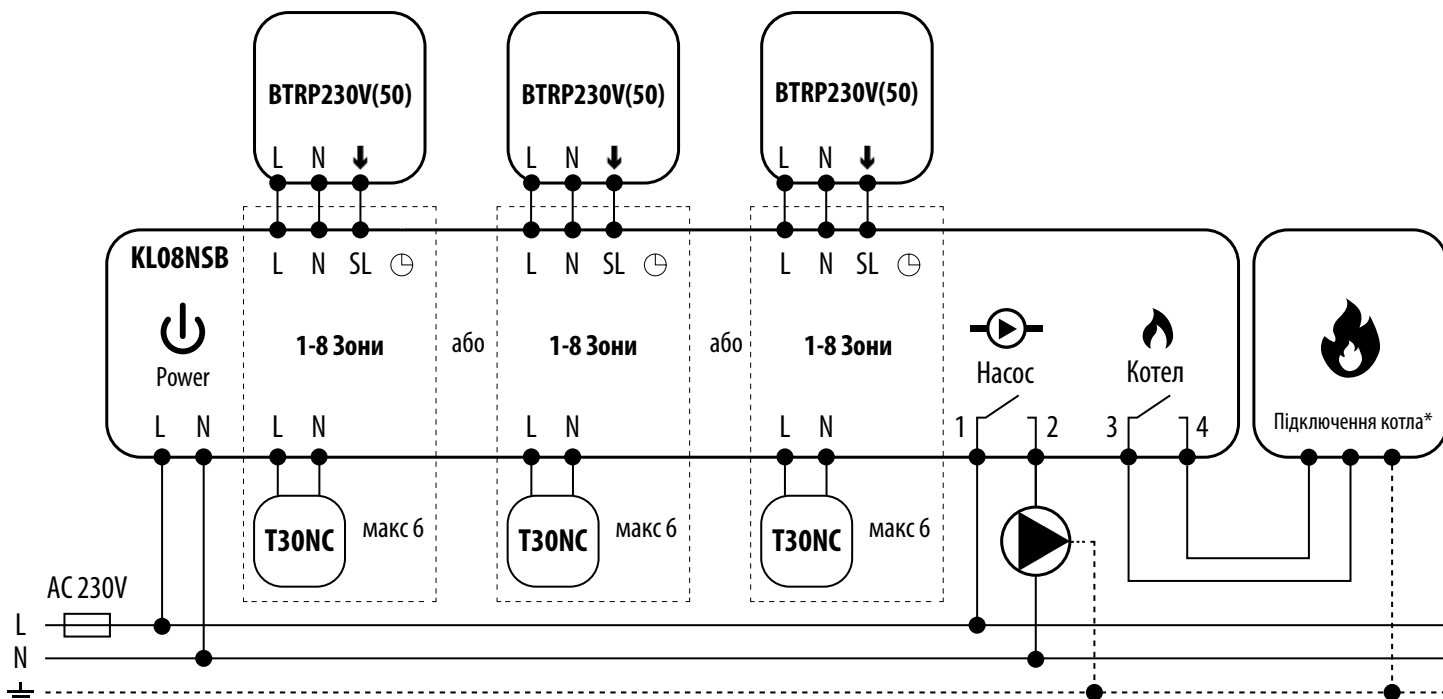 BTRP230V(50) BTRP230V(50) BTRP230V(50)
L N L N L N
KL08NSB L N SL L N SL L N SL
Power 1-8 Зони або 1-8 Зони або 1-8 Зони Насос Котел
L N L N L N L N 1 2 3 4 Підключення котла*
T30NC макс 6 T30NC макс 6 T30NC макс 6
AC 230V
L
N